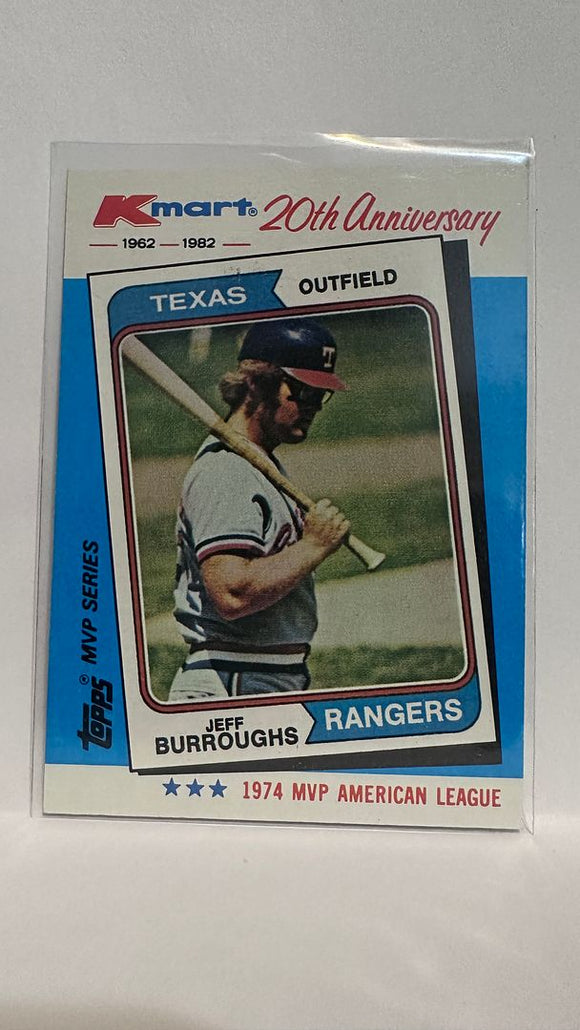 Kmart® 20th Anniversary
1962 — 1982
TEXAS OUTFIELD
T
JEFF
BURROUGHS
RANGERS
Topps® MVP SERIES
★★★ 1974 MVP AMERICAN LEAGUE